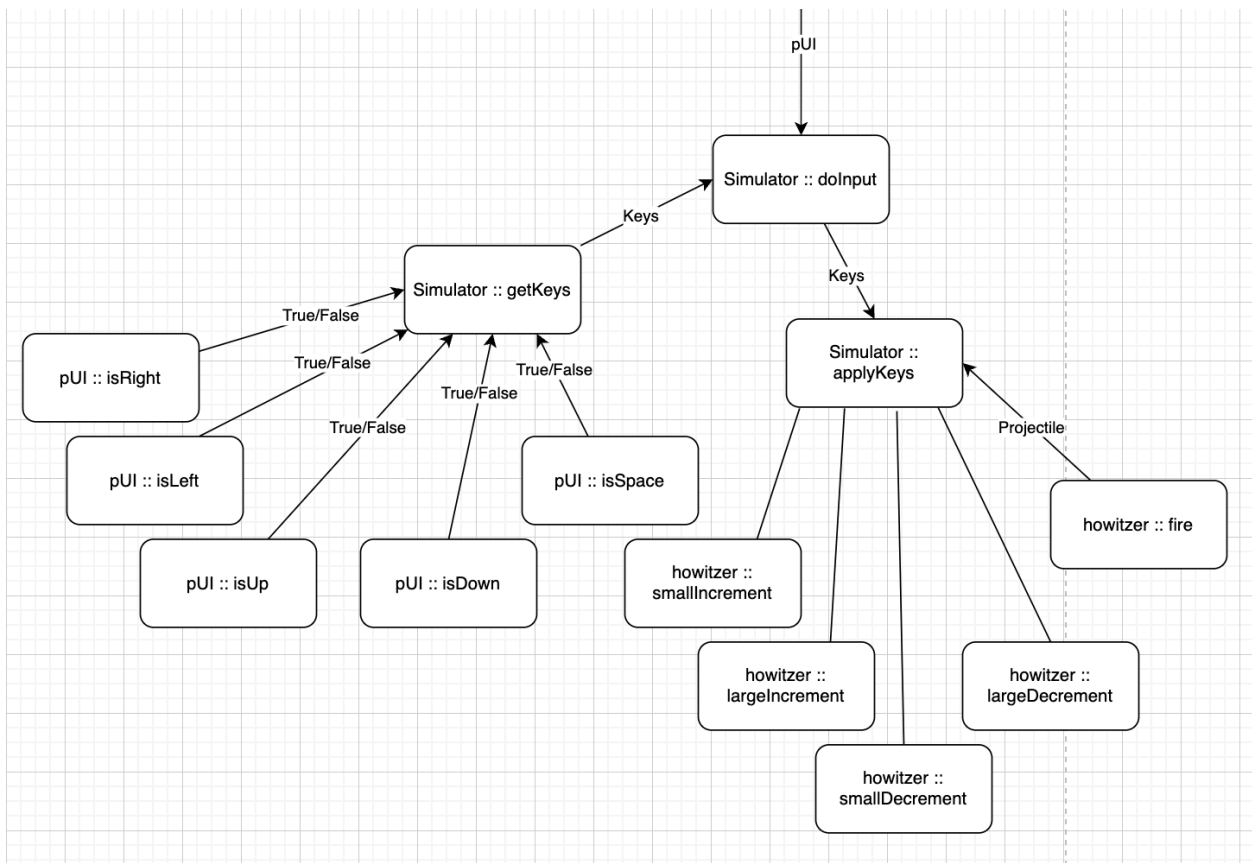 pUI
Simulator :: doInput
Keys
Keys
Simulator :: getKeys
True/False
Simulator ::
applyKeys
pUI :: isRight
True/False
True/False
True/False
True/False
Projectile
pUI :: isLeft
pUI :: isSpace
howitzer :: fire
pUI :: isUp
pUI :: isDown
howitzer ::
smallIncrement
howitzer ::
largeIncrement
howitzer ::
largeDecrement
howitzer ::
smallDecrement